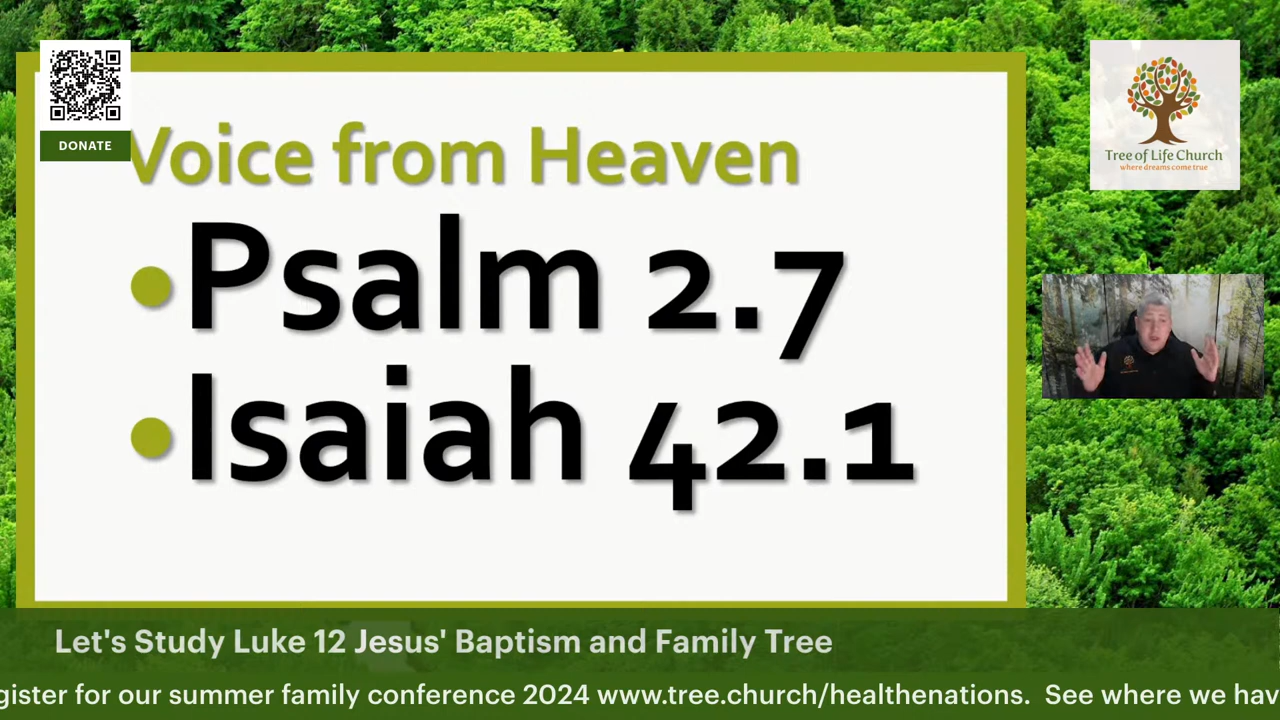 DONATE
Voice from Heaven
•Psalm 2.7
•Isaiah 42.1
Tree of Life Church
where dreams come true
Let's Study Luke 12 Jesus' Baptism and Family Tree
for our summer family conference 2024 www.tree.church/healthenations. See where we